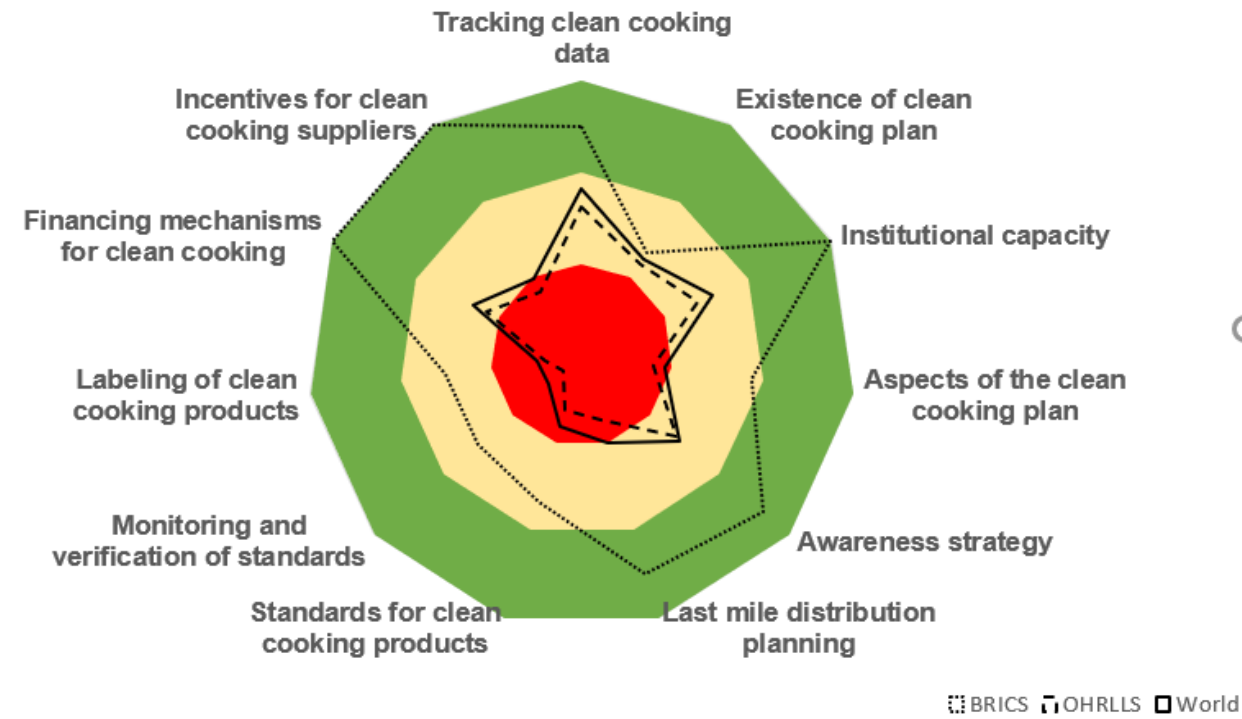 Tracking clean cooking
data
Incentives for clean
cooking suppliers
Existence of clean
cooking plan
Financing mechanisms
for clean cooking
Institutional capacity
Labeling of clean
cooking products
Aspects of the clean
cooking plan
Monitoring and
verification of standards
Awareness strategy
Standards for clean
cooking products
Last mile distribution
planning
BRICS OHRLLS World